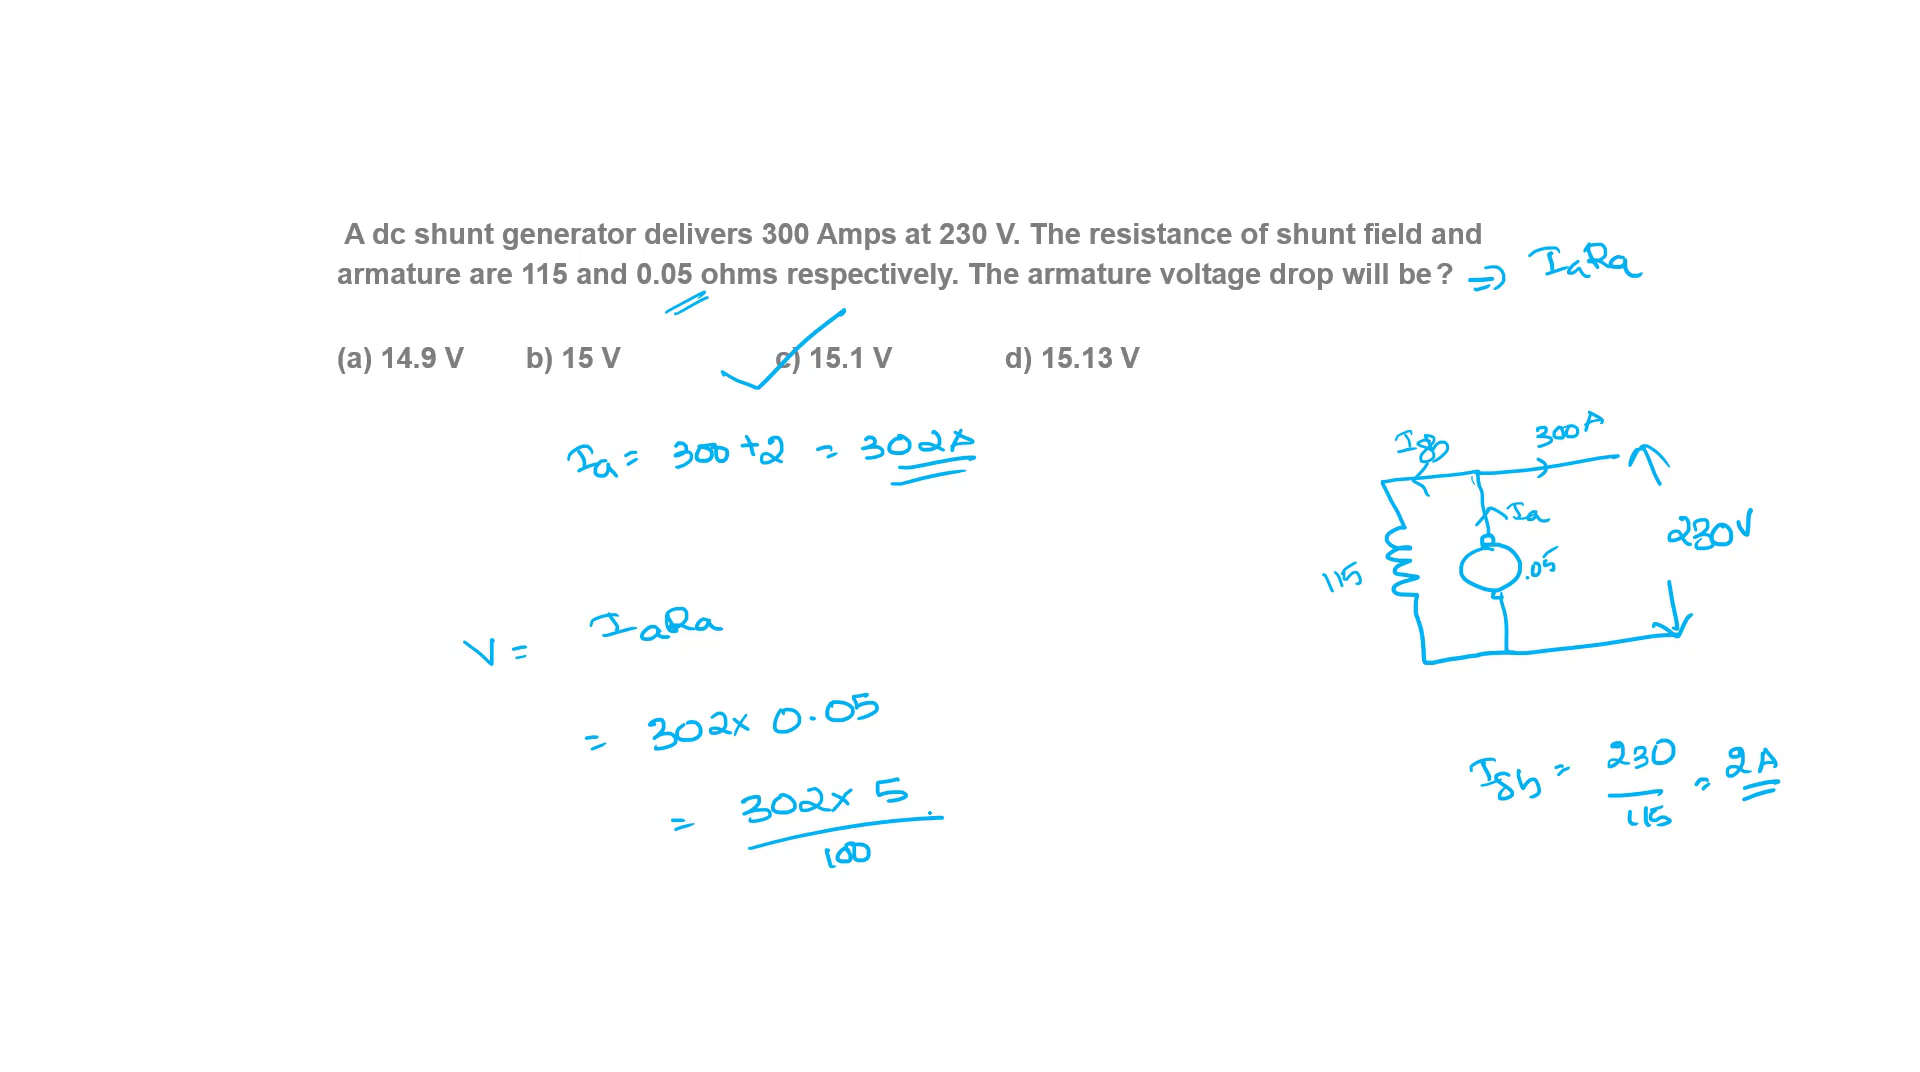 A dc shunt generator delivers 300 Amps at 230 V. The resistance of shunt field and
armature are 115 and 0.05 ohms respectively. The armature voltage drop will be ? ⇒ IaRa
(a) 14.9 V b) 15 V c) 15.1 V d) 15.13 V
Ia = 300 + 2 = 302A
Ish
300 A
Ia
230V
115
.05
V = IaRa
= 302 x 0.05
= 302 x 5
100
Ish = 230 = 2 A
115